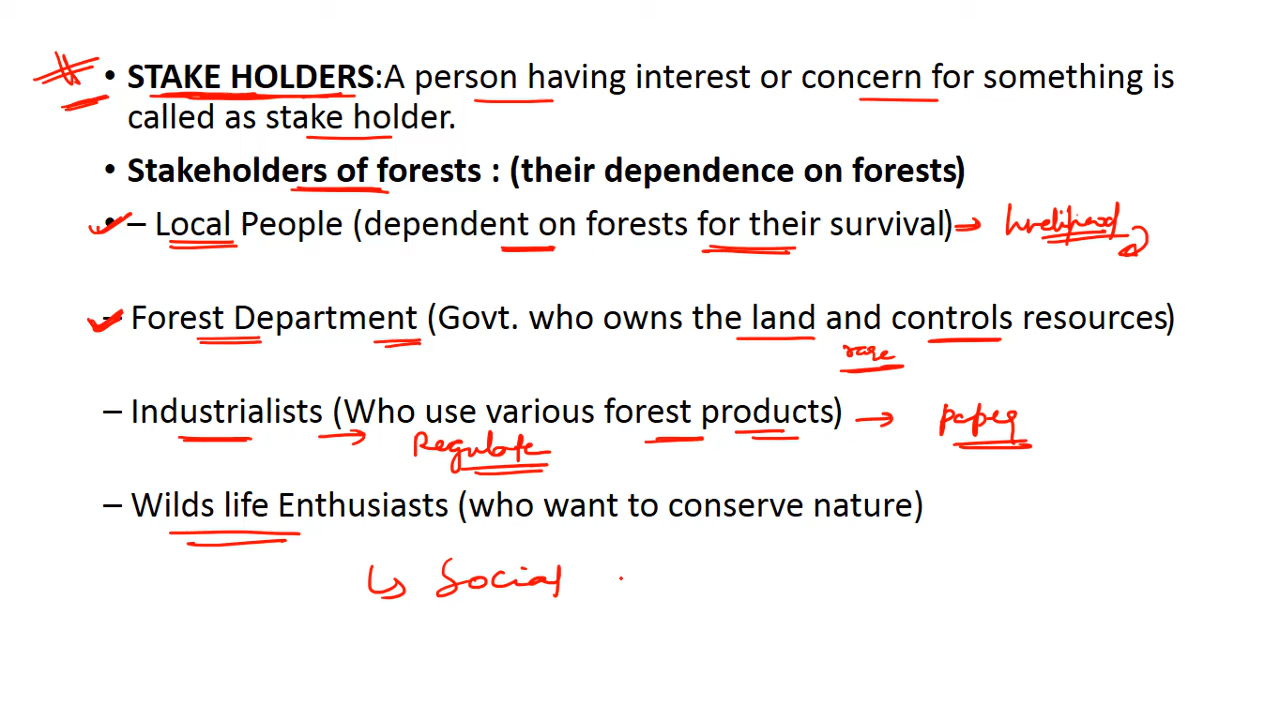 • STAKE HOLDERS:A person having interest or concern for something is
called as stake holder.
• Stakeholders of forests : (their dependence on forests)
• – Local People (dependent on forests for their survival) → livelihood
– Forest Department (Govt. who owns the land and controls resources)
– Industrialists (Who use various forest products) → paper
Regulate
– Wilds life Enthusiasts (who want to conserve nature)
↳ Social